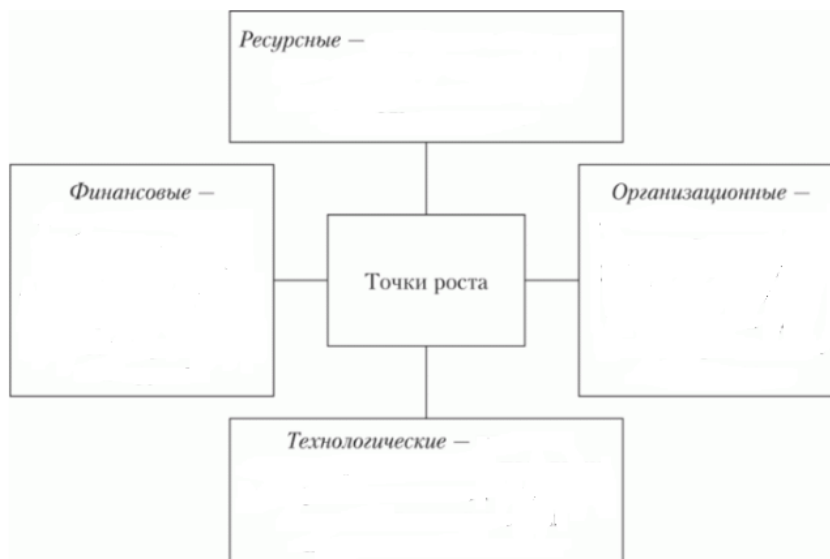 Ресурсные —
Финансовые —
Организационные —
Точки роста
Технологические —